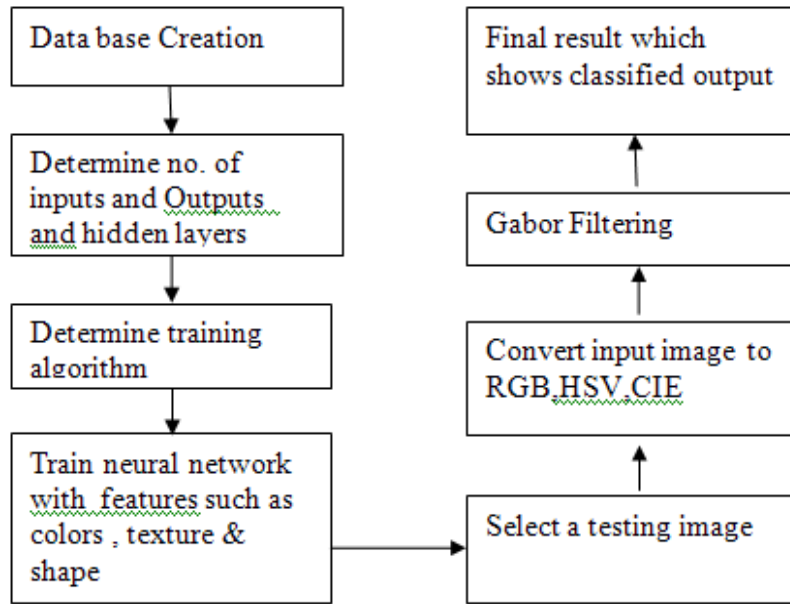 Data base Creation
Determine no. of
inputs and Outputs
and hidden layers
Determine training
algorithm
Train neural network
with features such as
colors , texture &
shape
Select a testing image
Convert input image to
RGB,HSV,CIE
Gabor Filtering
Final result which
shows classified output